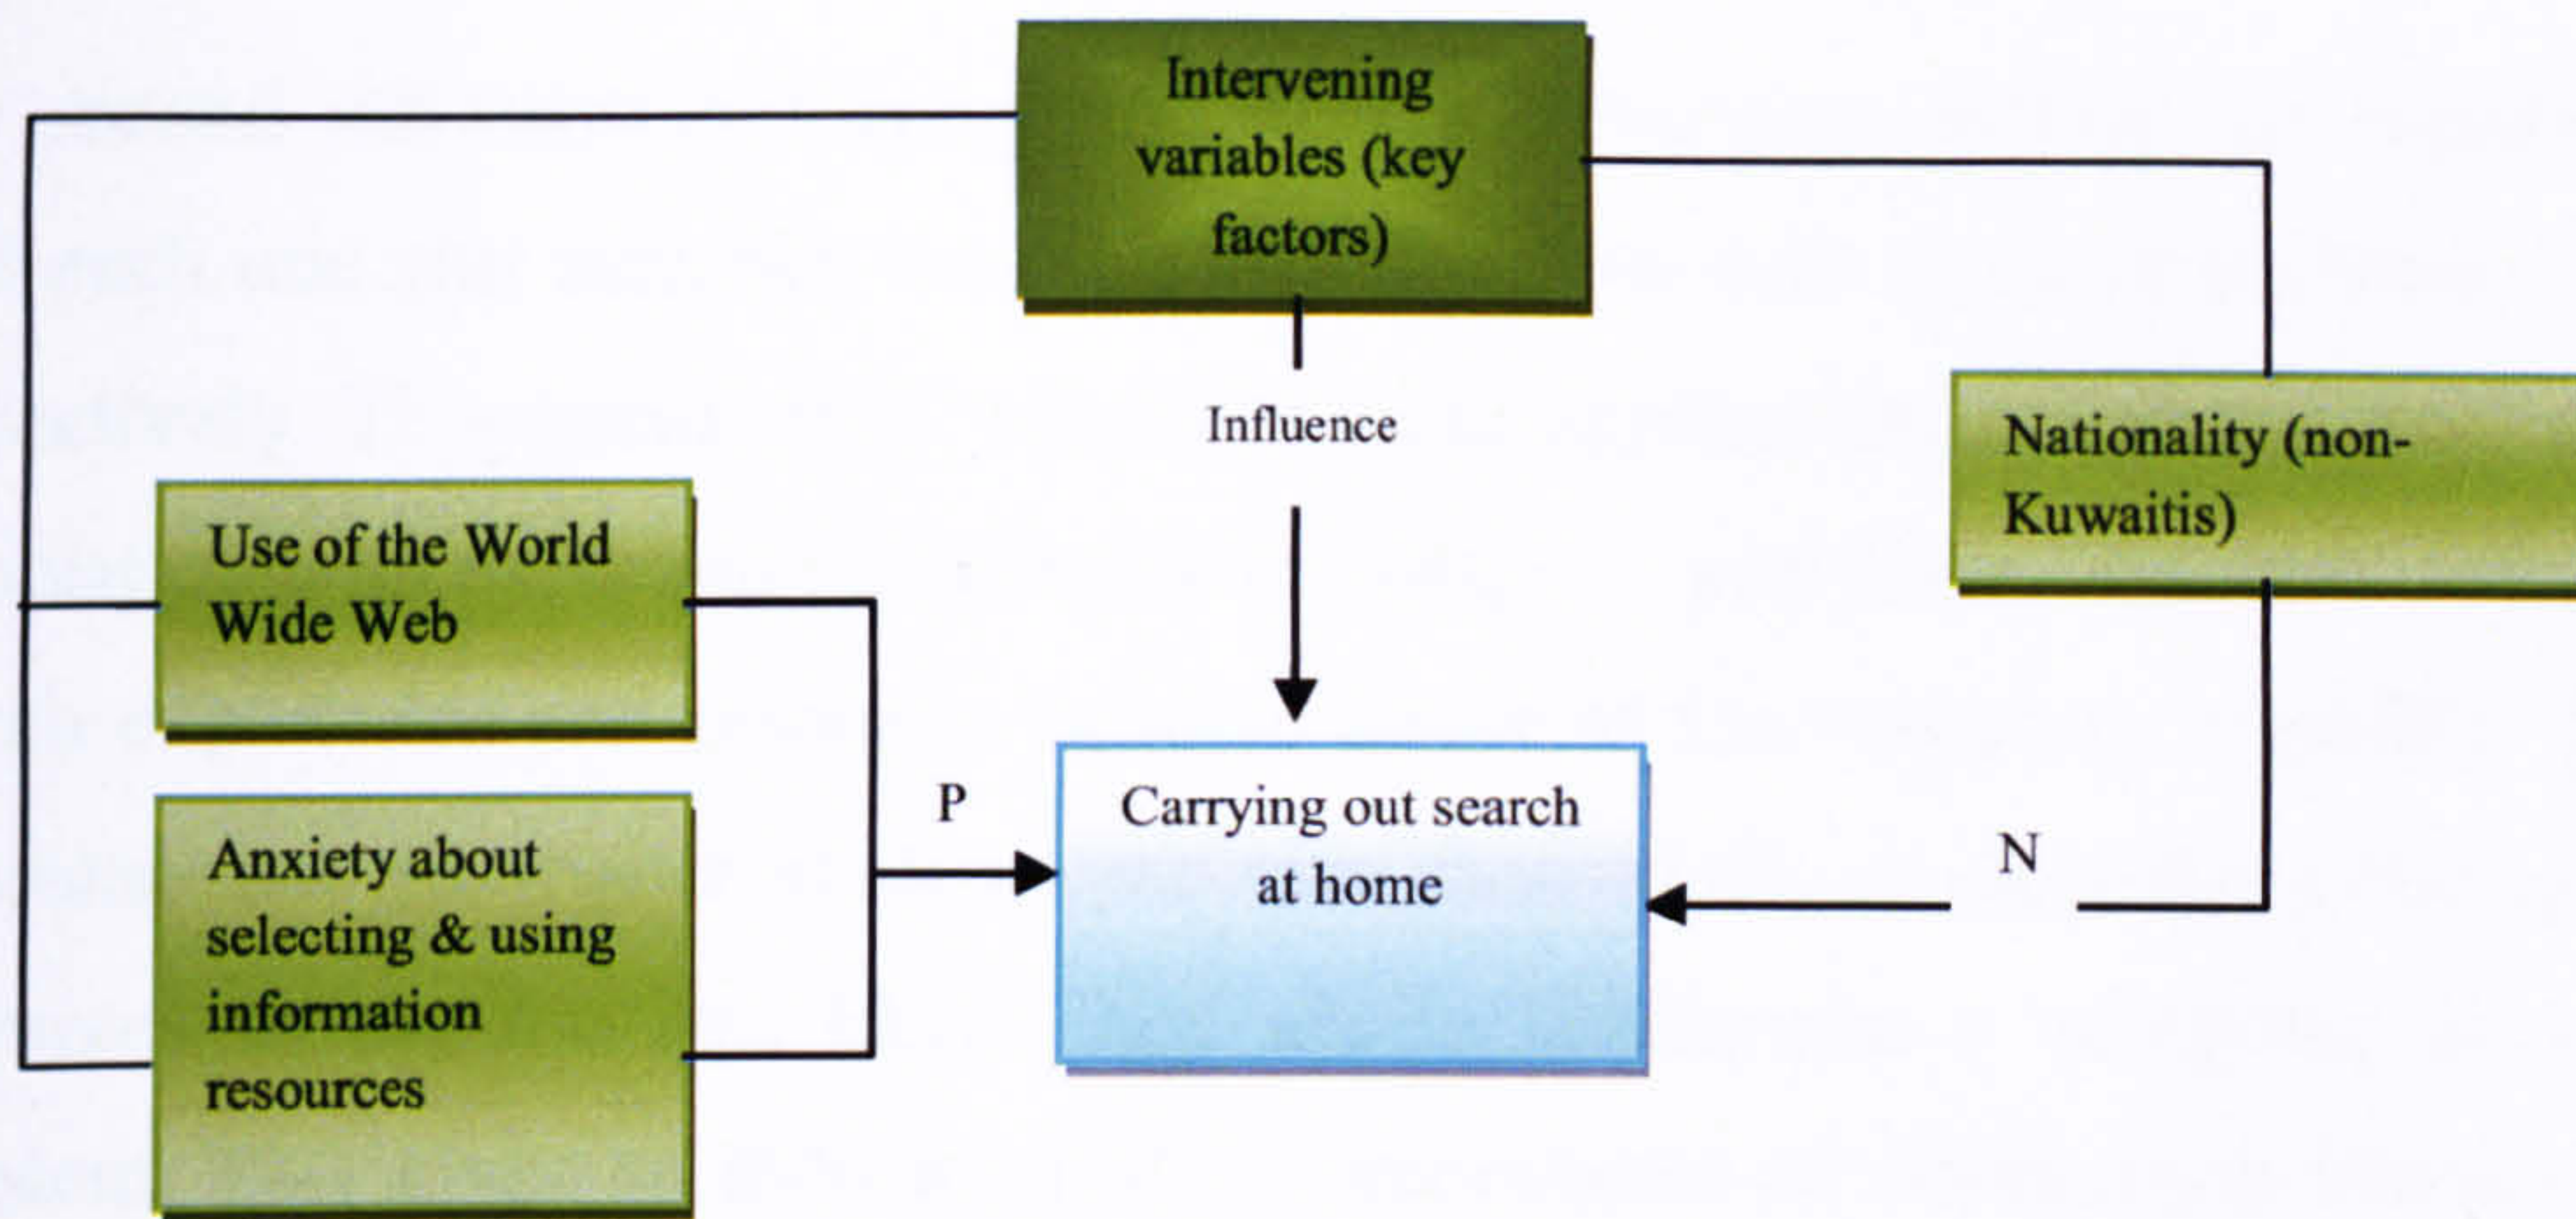 Intervening
variables (key
factors)
Influence
Nationality (non-
Kuwaitis)
Use of the World
Wide Web
P
Carrying out search
at home
N
Anxiety about
selecting & using
information
resources